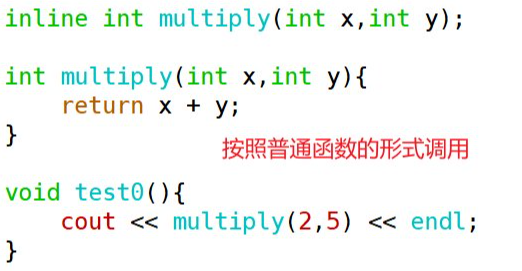 inline int multiply(int x,int y);
int multiply(int x,int y){
    return x + y;
}
按照普通函数的形式调用
void test0(){
    cout << multiply(2,5) << endl;
}